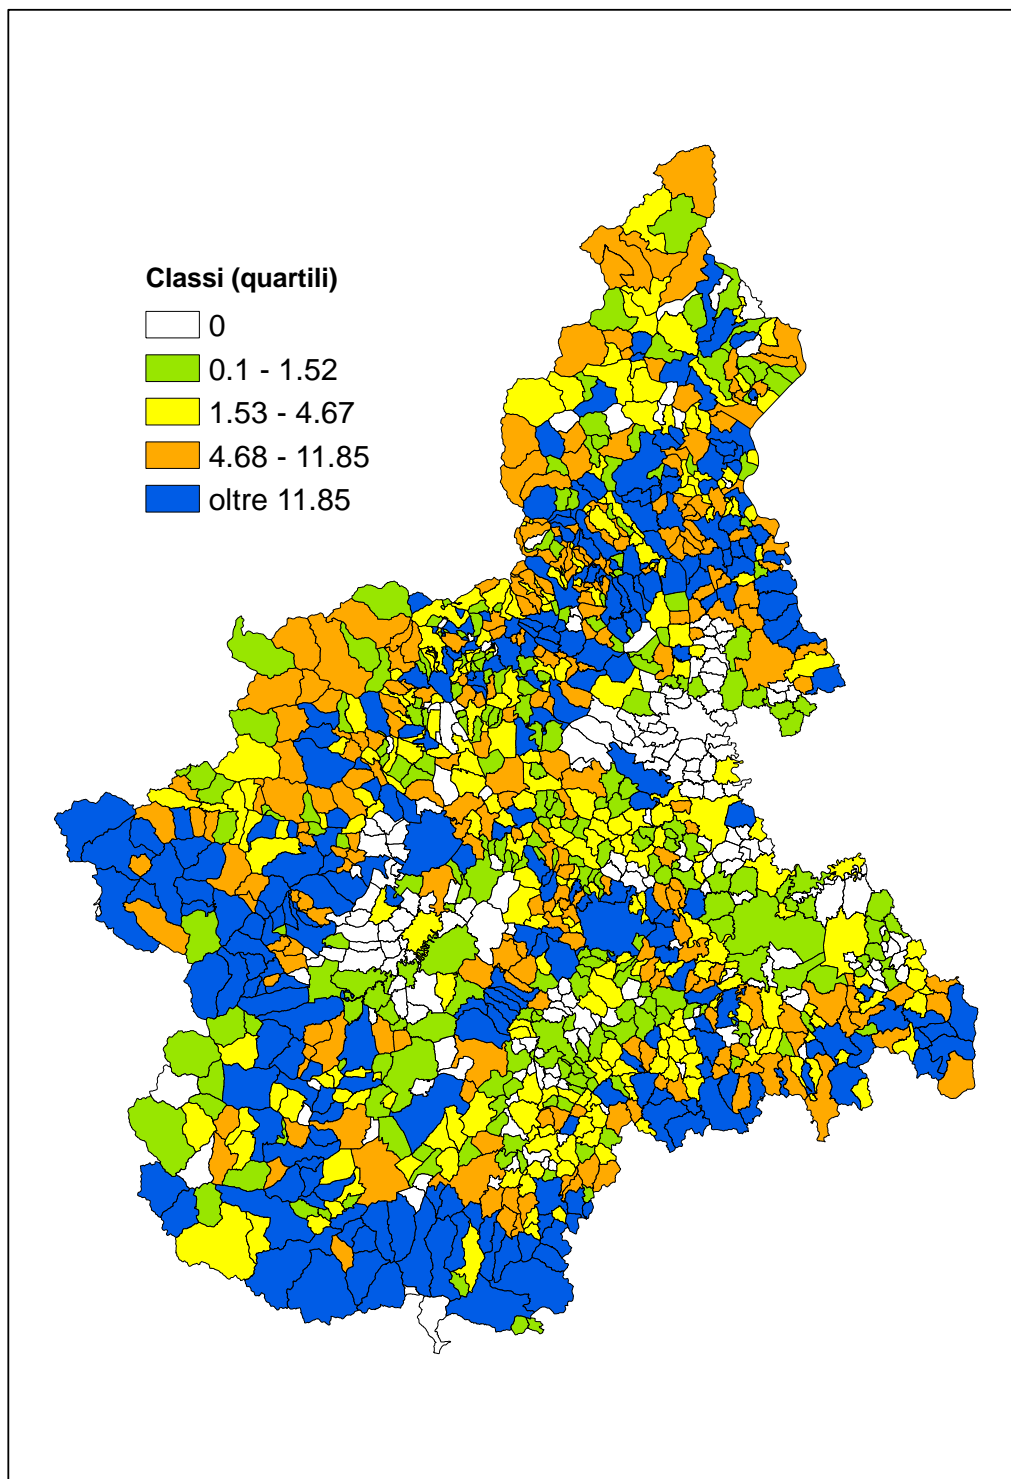 Classi (quartili)
0
0.1 - 1.52
1.53 - 4.67
4.68 - 11.85
oltre 11.85